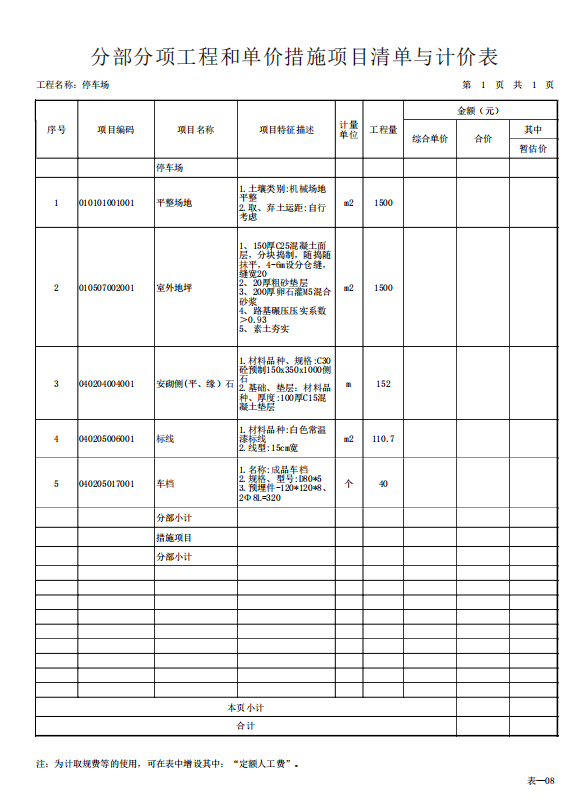 分部分项工程和单价措施项目清单与计价表
工程名称：停车场 第 1 页 共 1 页
序号 项目编码 项目名称 项目特征描述 计量单位 工程量 金额（元）
综合单价 合价 其中
暂估价
停车场
1 010101001001 平整场地 1.土壤类别:机械场地
平整
2.取、弃土运距:自行
考虑 m2 1500
2 010507002001 室外地坪 1、150厚C25混凝土面
层，分块捣制，随捣随
抹平，4-6m设分仓缝，
缝宽20
2、20厚粗砂垫层
3、200厚卵石灌M5混合
砂浆
4、路基碾压压实系数
＞0.93
5、素土夯实 m2 1500
3 040204004001 安砌侧(平、缘）石 1.材料品种、规格:C30
砼预制150x350x1000侧
石
2.基础、垫层：材料品
种、厚度:100厚C15混
凝土垫层 m 152
4 040205006001 标线 1.材料品种:白色常温
漆标线
2.线型:15cm宽 m2 110.7
5 040205017001 车档 1.名称:成品车档
2.规格、型号:D80*5
3.预埋件-120*120*8、
2Φ8L=320 个 40
分部小计
措施项目
分部小计
本页小计
合计
注：为计取规费等的使用，可在表中增设其中：“定额人工费”。
表—08